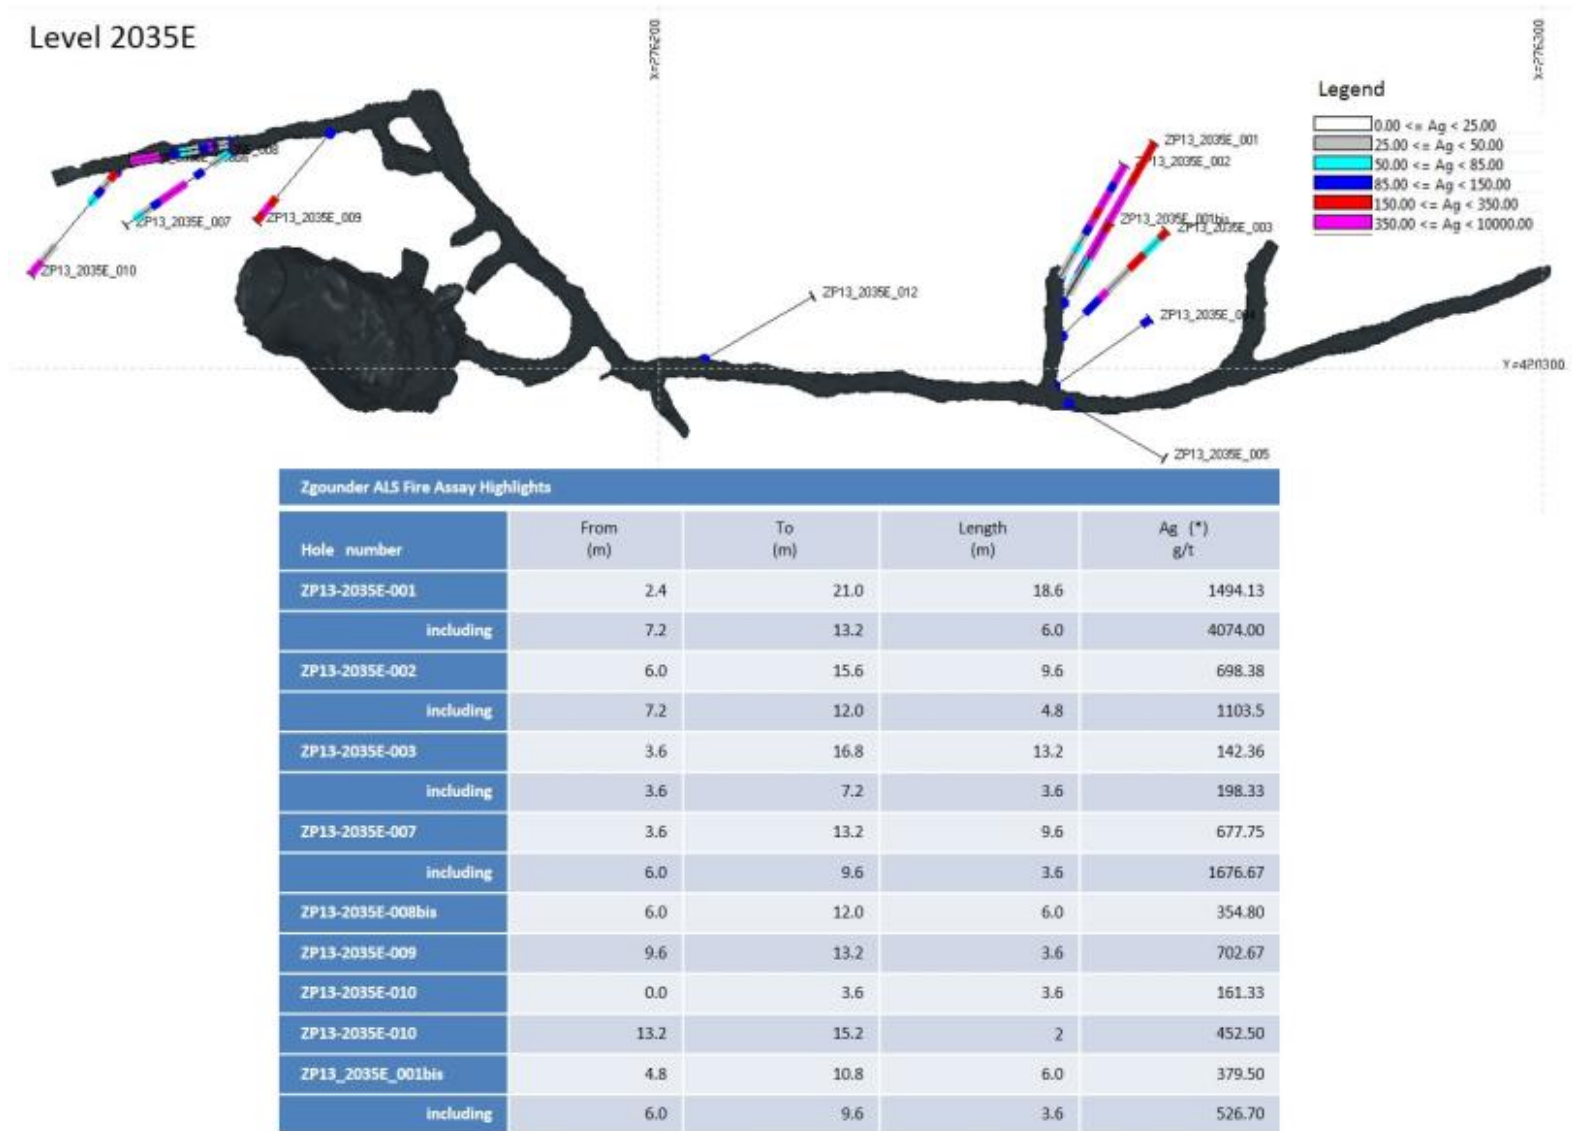 Level 2035E
X=276200
X=276300
Legend
0.00 <= Ag < 25.00
25.00 <= Ag < 50.00
50.00 <= Ag < 85.00
85.00 <= Ag < 150.00
150.00 <= Ag < 350.00
350.00 <= Ag < 10000.00
ZP13_2035E_001
ZP13_2035E_001bis
ZP13_2035E_003
ZP13_2035E_007
ZP13_2035E_009
ZP13_2035E_010
ZP13_2035E_012
Y=420300
ZP13_2035E_005
Zgounder ALS Fire Assay Highlights
Hole number From (m) To (m) Length (m) Ag (*) g/t
ZP13-2035E-001 2.4 21.0 18.6 1494.13
including 7.2 13.2 6.0 4074.00
ZP13-2035E-002 6.0 15.6 9.6 698.38
including 7.2 12.0 4.8 1103.5
ZP13-2035E-003 3.6 16.8 13.2 142.36
including 3.6 7.2 3.6 198.33
ZP13-2035E-007 3.6 13.2 9.6 677.75
including 6.0 9.6 3.6 1676.67
ZP13-2035E-008bis 6.0 12.0 6.0 354.80
ZP13-2035E-009 9.6 13.2 3.6 702.67
ZP13-2035E-010 0.0 3.6 3.6 161.33
ZP13-2035E-010 13.2 15.2 2 452.50
ZP13_2035E_001bis 4.8 10.8 6.0 379.50
including 6.0 9.6 3.6 526.70